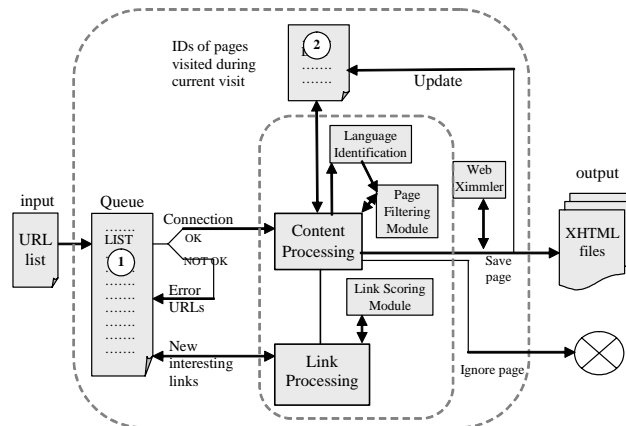 IDs of pages
visited during
current visit
2
Update
Language
Identification
Web
Ximmler
output
input
Queue
Page
Filtering
Module
URL
list
LIST
1
Connection
OK
NOT OK
Content
Processing
XHTML
files
Save
page
Error
URLs
Link Scoring
Module
New
interesting
links
Link
Processing
Ignore page